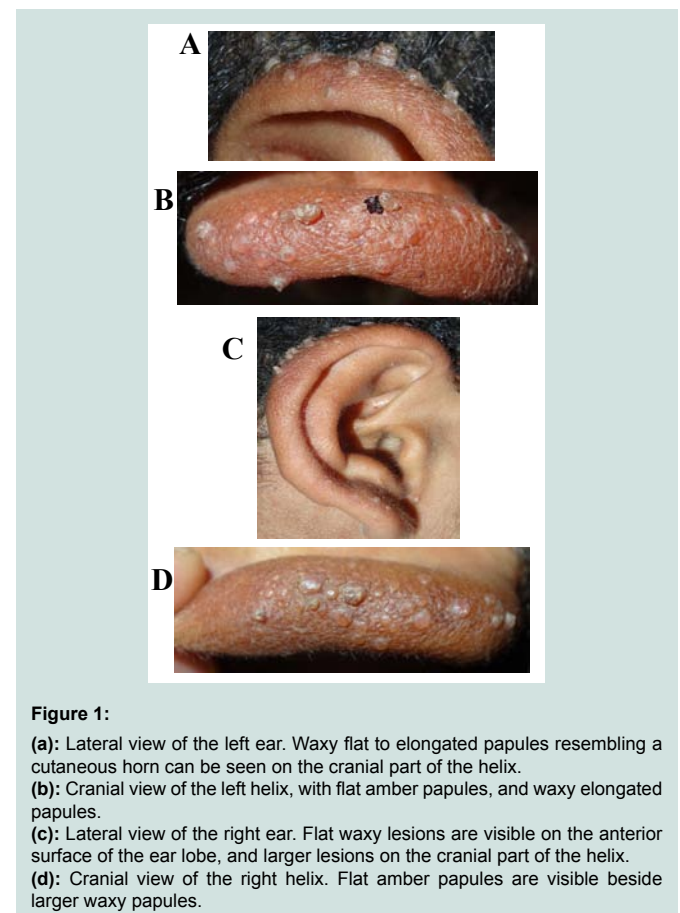 A
B
C
D
Figure 1:
(a): Lateral view of the left ear. Waxy flat to elongated papules resembling a
cutaneous horn can be seen on the cranial part of the helix.
(b): Cranial view of the left helix, with flat amber papules, and waxy elongated
papules.
(c): Lateral view of the right ear. Flat waxy lesions are visible on the anterior
surface of the ear lobe, and larger lesions on the cranial part of the helix.
(d): Cranial view of the right helix. Flat amber papules are visible beside
larger waxy papules.